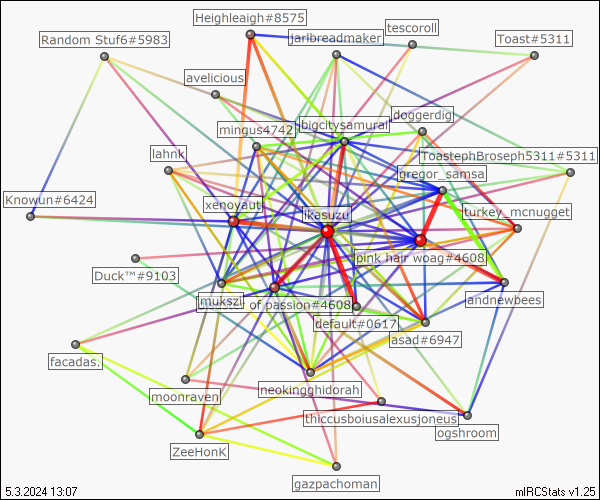 Heighleaigh#8575
tescoroll
Random Stuf6#5983
jarlbreadmaker
Toast#5311
avelicious
doggerdig
mingus4742
bigcitysamurai
lahnk
ToastephBroseph5311#5311
gregor_samsa
Knowun#6424
xenoyaut
ikasuzu
turkey_mcnugget
pink hair woag#4608
Duck™#9103
mukszi
of passion#4608
andnewbees
default#0617
asad#6947
facadas.
moonraven
neokingghidorah
thiccusboiusalexusjoneus
ogshroom
ZeeHonK
gazpachoman
5.3.2024 13:07
mIRCStats v1.25